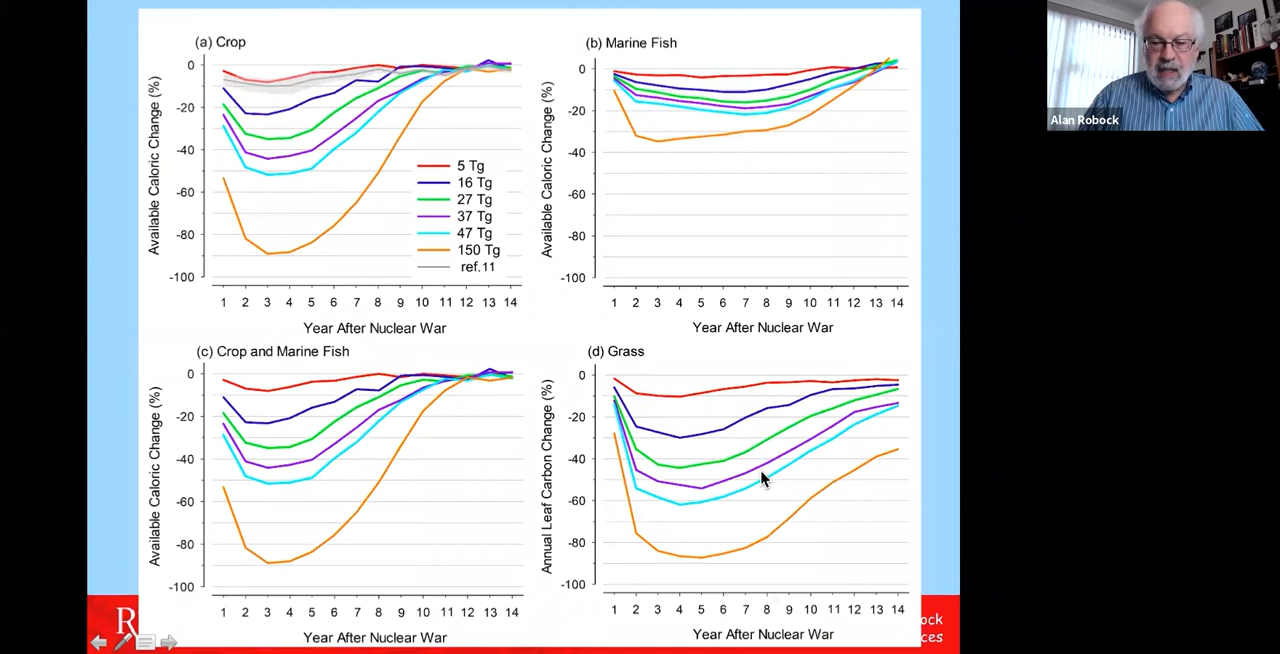 (a) Crop
0
-20
-40
-60
-80
-100
Available Caloric Change (%)
5 Tg
16 Tg
27 Tg
37 Tg
47 Tg
150 Tg
ref.11
1 2 3 4 5 6 7 8 9 10 11 12 13 14
Year After Nuclear War
(b) Marine Fish
0
-20
-40
-60
-80
-100
Available Caloric Change (%)
1 2 3 4 5 6 7 8 9 10 11 12 13 14
Year After Nuclear War
Alan Robock
(c) Crop and Marine Fish
0
-20
-40
-60
-80
-100
Available Caloric Change (%)
1 2 3 4 5 6 7 8 9 10 11 12 13 14
Year After Nuclear War
(d) Grass
0
-20
-40
-60
-80
-100
Annual Leaf Carbon Change (%)
1 2 3 4 5 6 7 8 9 10 11 12 13 14
Year After Nuclear War
R
ock
ces